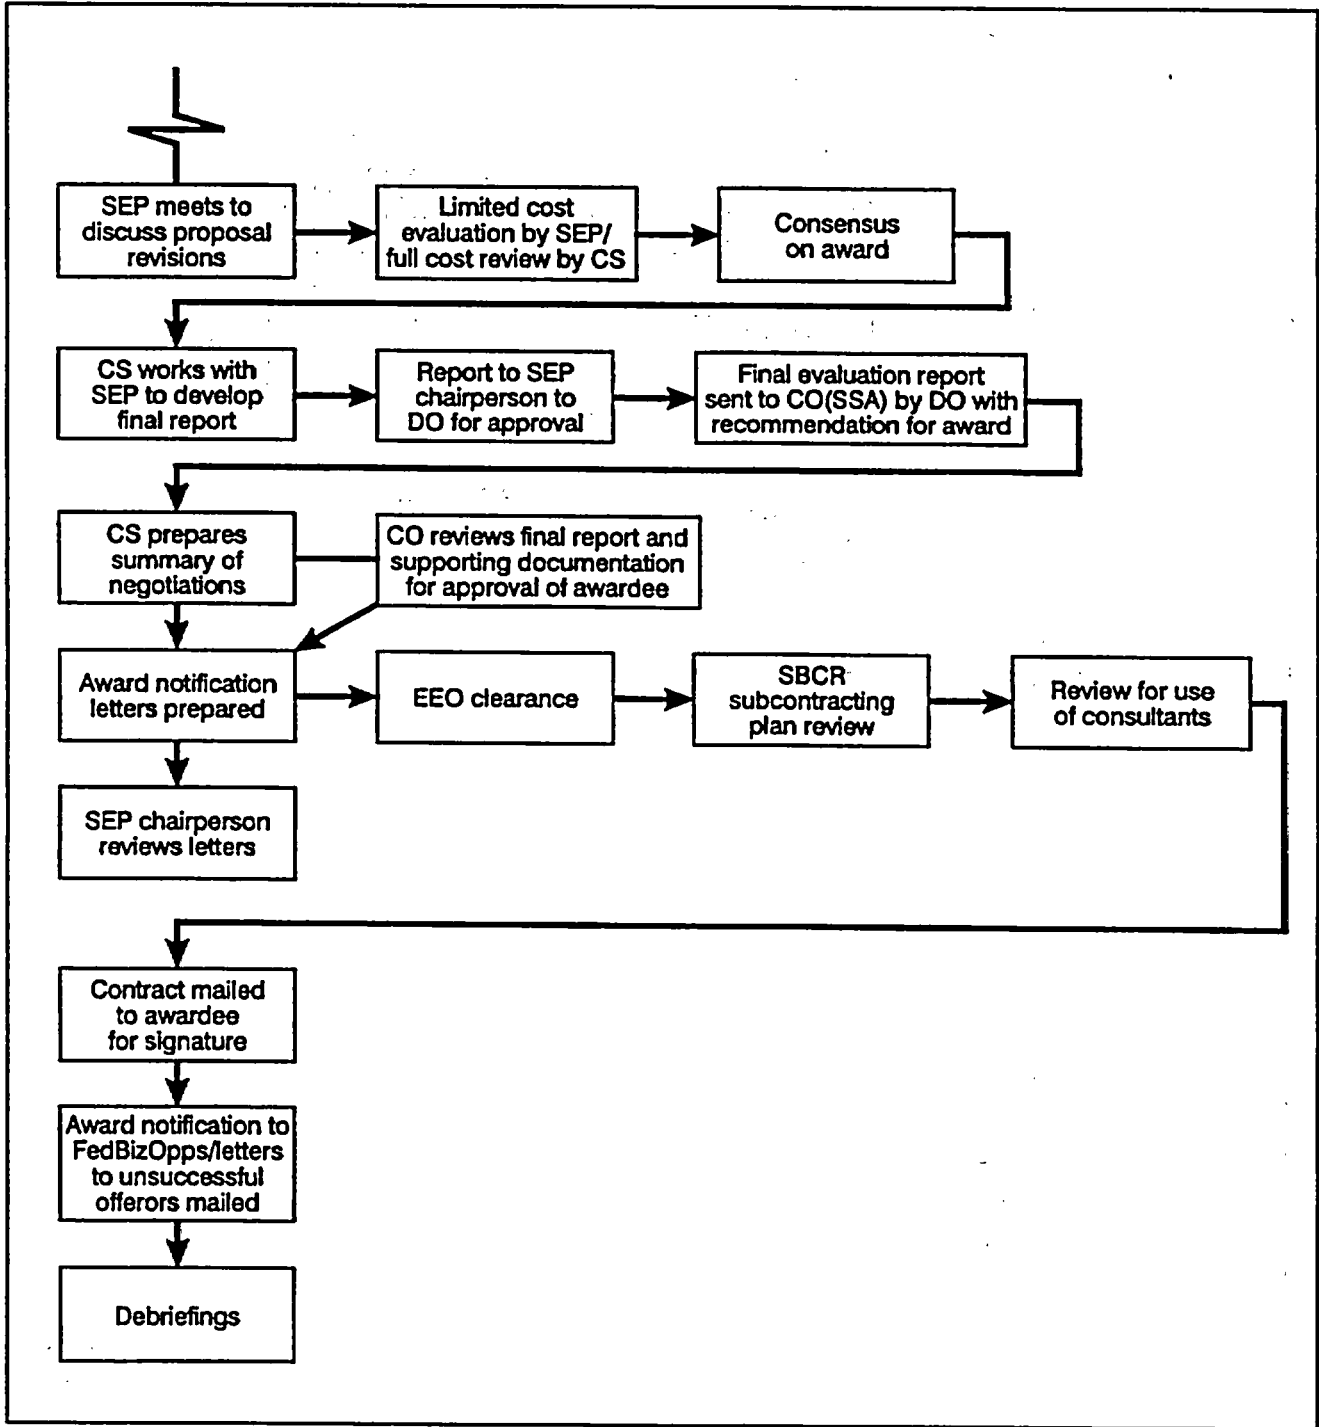 SEP meets to
discuss proposal
revisions
Limited cost
evaluation by SEP/
full cost review by CS
Consensus
on award
CS works with
SEP to develop
final report
Report to SEP
chairperson to
DO for approval
Final evaluation report
sent to CO(SSA) by DO with
recommendation for award
CS prepares
summary of
negotiations
CO reviews final report and
supporting documentation
for approval of awardee
Award notification
letters prepared
EEO clearance
SBCR
subcontracting
plan review
Review for use
of consultants
SEP chairperson
reviews letters
Contract mailed
to awardee
for signature
Award notification to
FedBizOpps/letters
to unsuccessful
offerors mailed
Debriefings